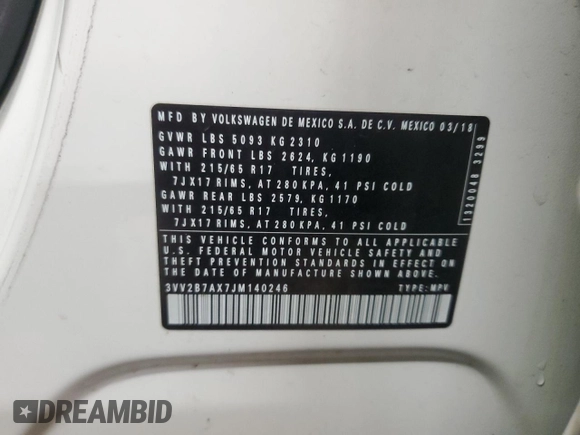 MFD BY VOLKSWAGEN DE MEXICO S.A. DE C.V. MEXICO 03/18
GVWR LBS 5093 KG 2310
GAWR FRONT LBS 2624, KG 1190
WITH 215/65 R17 TIRES,
7JX17 RIMS, AT 280 KPA, 41 PSI COLD
GAWR REAR LBS 2579, KG 1170
WITH 215/65 R17 TIRES,
7JX17 RIMS, AT 280 KPA, 41 PSI COLD
THIS VEHICLE CONFORMS TO ALL APPLICABLE
U.S. FEDERAL MOTOR VEHICLE SAFETY AND
THEFT PREVENTION STANDARDS IN EFFECT ON
THE DATE OF MANUFACTURE SHOWN ABOVE.
3VV2B7AX7JM140246 TYPE: MPV
1320048 3299
DREAMBID